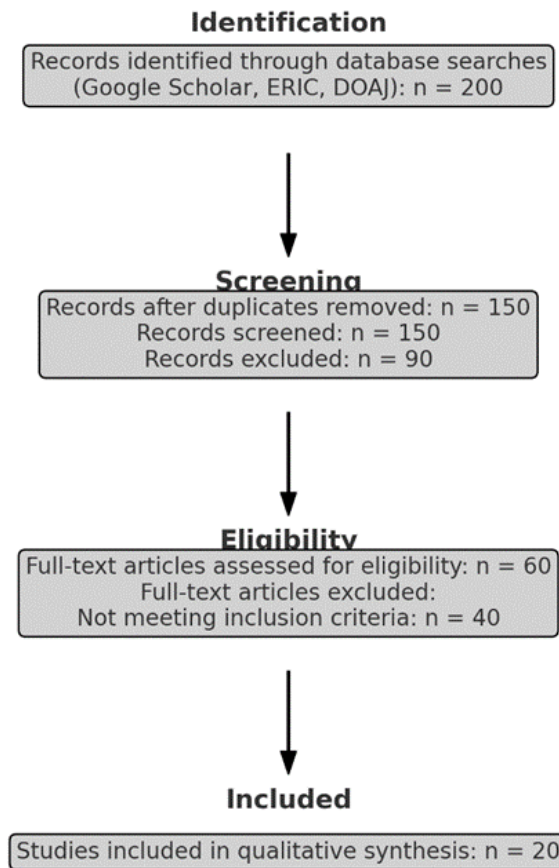 Identification
Records identified through database searches
(Google Scholar, ERIC, DOAJ): n = 200
Screening
Records after duplicates removed: n = 150
Records screened: n = 150
Records excluded: n = 90
Eligibility
Full-text articles assessed for eligibility: n = 60
Full-text articles excluded:
Not meeting inclusion criteria: n = 40
Included
Studies included in qualitative synthesis: n = 20